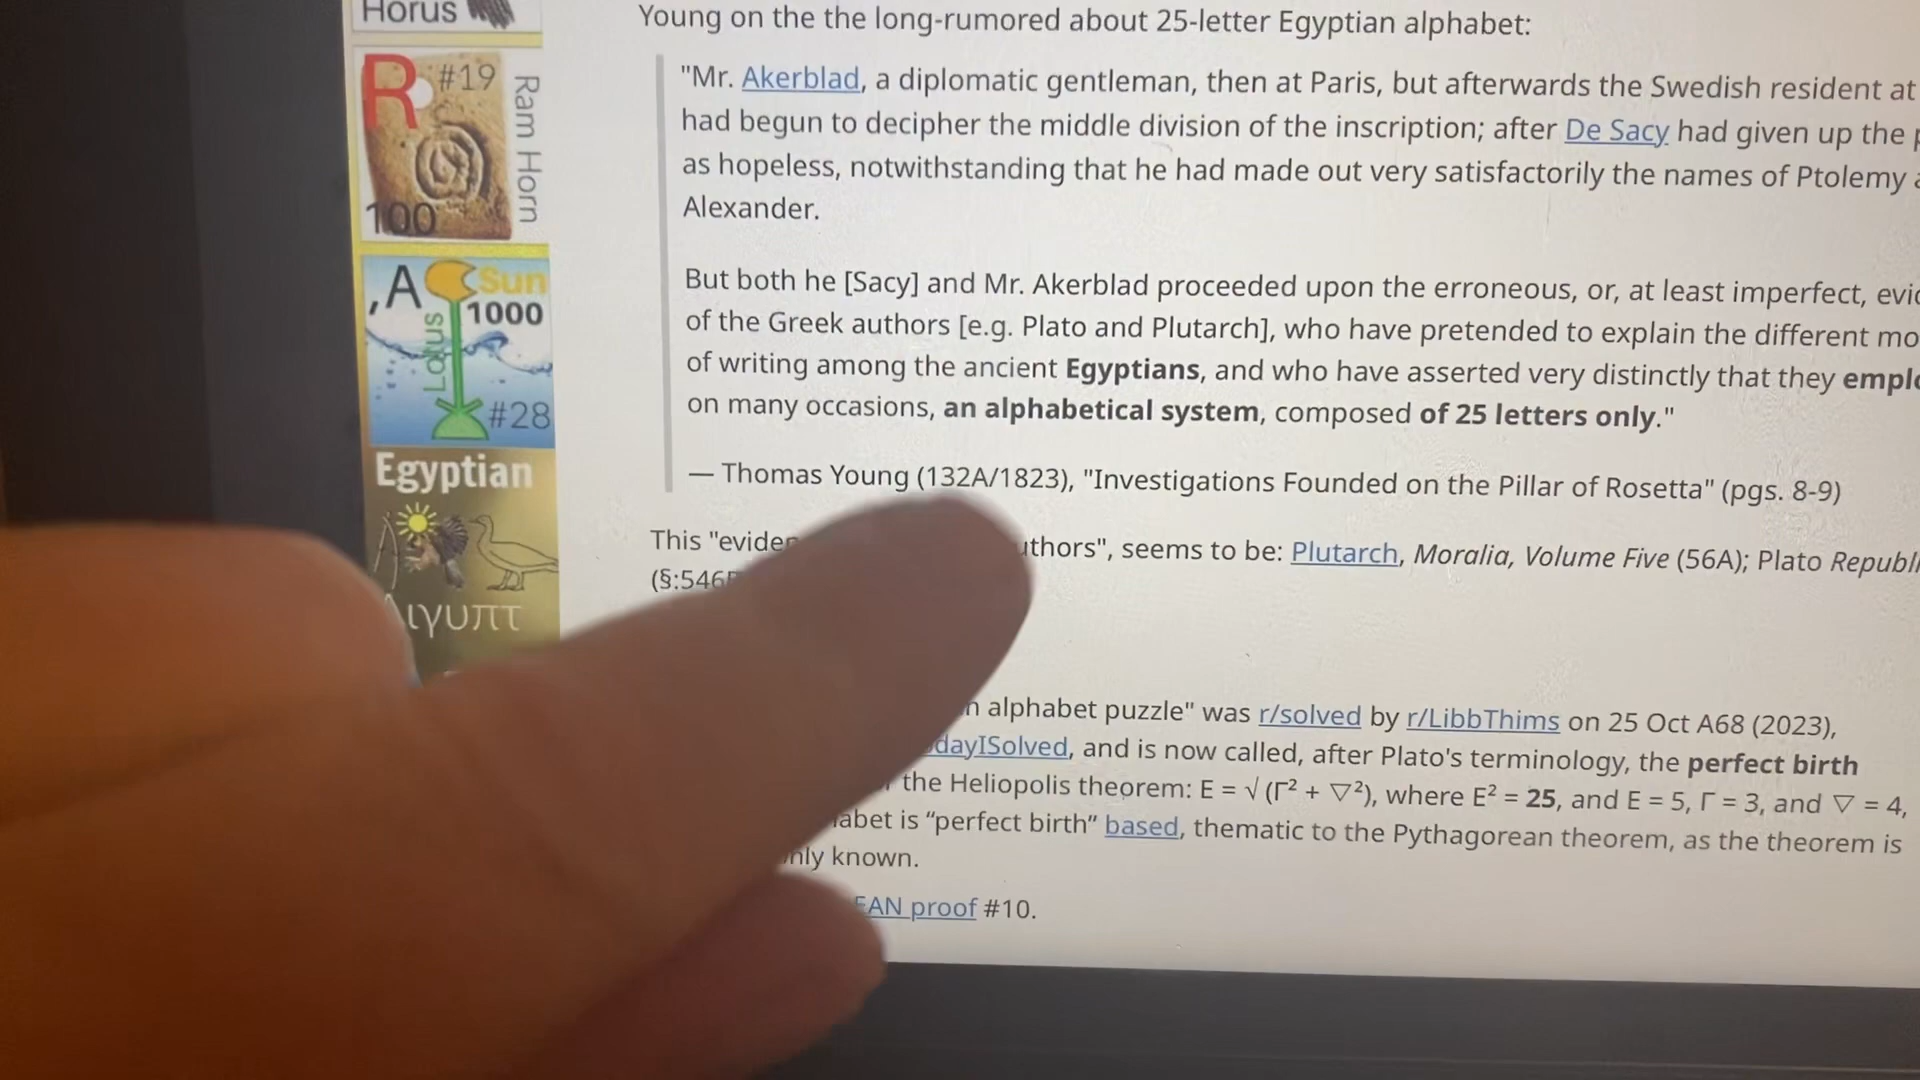 Horus
R #19
Ram Horn
100
,A Sun
1000
Lotus
#28
Egyptian
ιγυπτ
Young on the the long-rumored about 25-letter Egyptian alphabet:
"Mr. Akerblad, a diplomatic gentleman, then at Paris, but afterwards the Swedish resident at
had begun to decipher the middle division of the inscription; after De Sacy had given up the
as hopeless, notwithstanding that he had made out very satisfactorily the names of Ptolemy
Alexander.
But both he [Sacy] and Mr. Akerblad proceeded upon the erroneous, or, at least imperfect,
of the Greek authors [e.g. Plato and Plutarch], who have pretended to explain the different
of writing among the ancient Egyptians, and who have asserted very distinctly that they
on many occasions, an alphabetical system, composed of 25 letters only."
— Thomas Young (132A/1823), "Investigations Founded on the Pillar of Rosetta" (pgs. 8-9)
This "eviden uthors", seems to be: Plutarch, Moralia, Volume Five (56A); Plato Republi
(§:546
alphabet puzzle" was r/solved by r/LibbThims on 25 Oct A68 (2023),
dayISolved, and is now called, after Plato's terminology, the perfect birth
the Heliopolis theorem: E = √(Γ² + ▽²), where E² = 25, and E = 5, Γ = 3, and ▽ = 4,
abet is “perfect birth” based, thematic to the Pythagorean theorem, as the theorem is
nly known.
EAN proof #10.